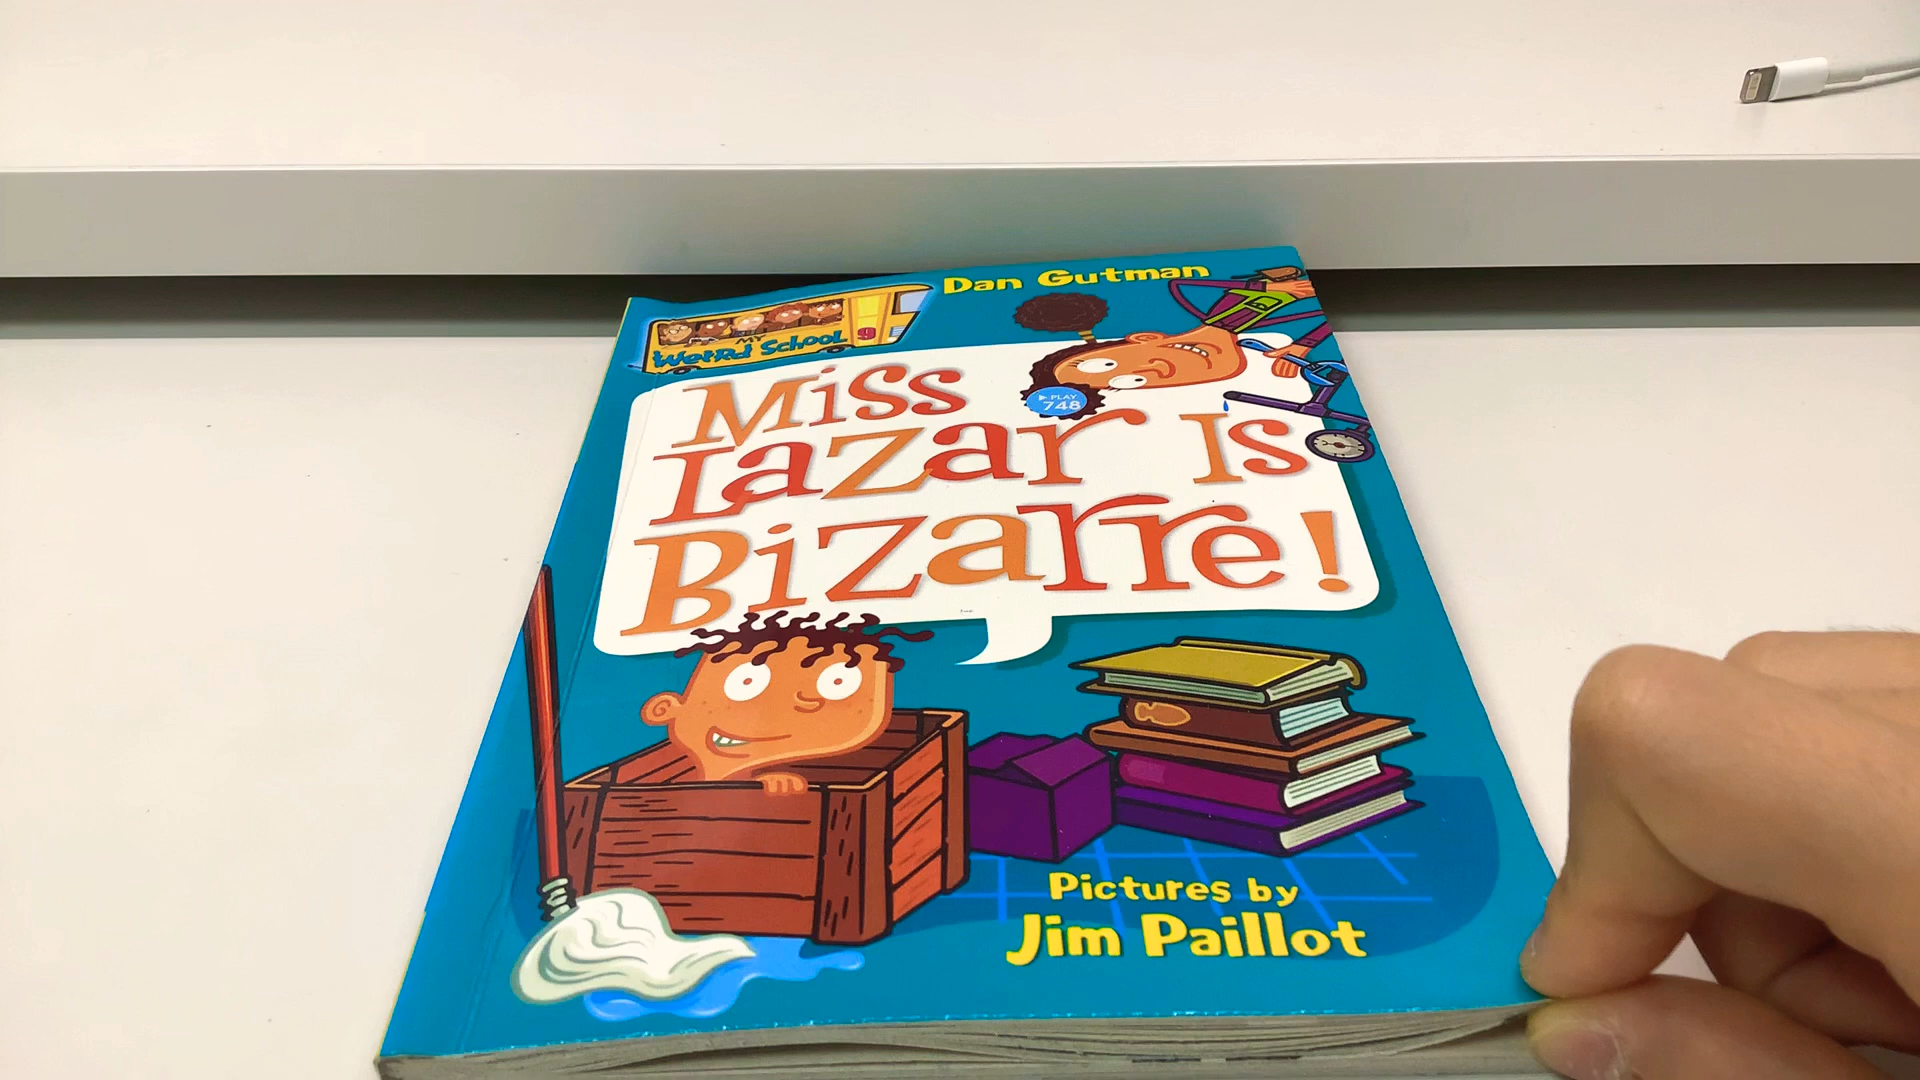 Dan Gutman
MY
WeiRd School
9
Miss
Lazar Is
Bizarre!
PLAY
748
Pictures by
Jim Paillot